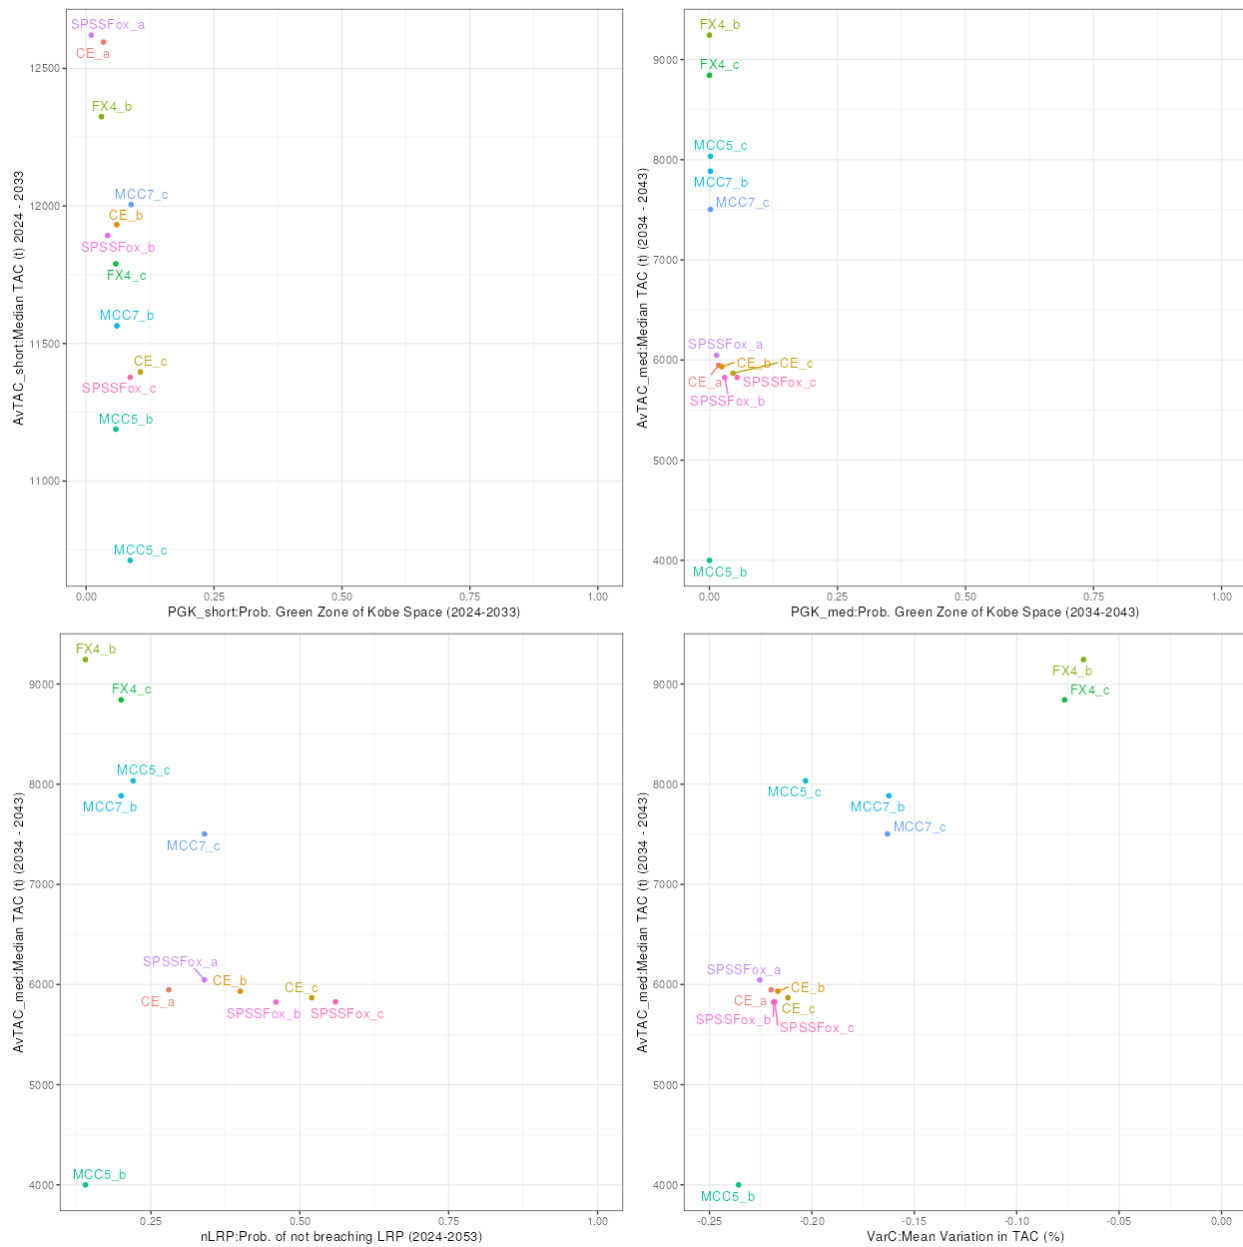 SPSSFox_a
CE_a
12500
FX4_b
MCC7_c
12000
CE_b
SPSSFox_b
FX4_c
MCC7_b
11500
CE_c
SPSSFox_c
MCC5_b
11000
MCC5_c
AvTAC_short:Median TAC (t) 2024 - 2033
0.00 0.25 0.50 0.75 1.00
PGK_short:Prob. Green Zone of Kobe Space (2024-2033)
FX4_b
9000
FX4_c
MCC5_c
8000
MCC7_b
MCC7_c
7000
SPSSFox_a
6000
CE_b CE_c
CE_a SPSSFox_c
SPSSFox_b
5000
4000
MCC5_b
AvTAC_med:Median TAC (t) (2034 - 2043)
0.00 0.25 0.50 0.75 1.00
PGK_med:Prob. Green Zone of Kobe Space (2034-2043)
FX4_b
9000
FX4_c
MCC5_c
8000
MCC7_b
MCC7_c
7000
SPSSFox_a
CE_b
6000
CE_c
CE_a
SPSSFox_b SPSSFox_c
5000
MCC5_b
4000
AvTAC_med:Median TAC (t) (2034 - 2043)
0.25 0.50 0.75 1.00
nLRP:Prob. of not breaching LRP (2024-2053)
FX4_b
9000
FX4_c
8000
MCC5_c
MCC7_b
MCC7_c
7000
SPSSFox_a
6000
CE_b
CE_a
CE_c
SPSSFox_b
SPSSFox_c
5000
4000
MCC5_b
AvTAC_med:Median TAC (t) (2034 - 2043)
-0.25 -0.20 -0.15 -0.10 -0.05 0.00
VarC:Mean Variation in TAC (%)